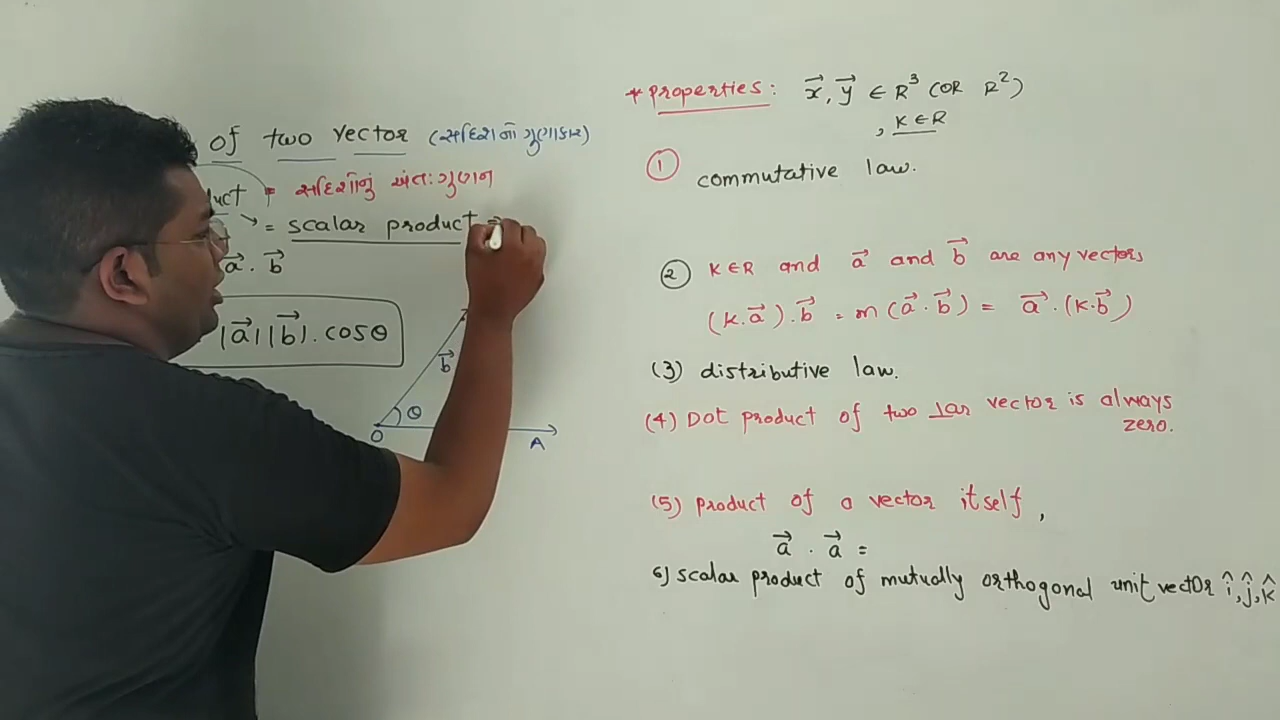 of two vector (સદિશનો ગુણાકાર)
uct = સદિશોનું અંતઃગુણન
= scalar product =
a⃗ . b⃗
|a⃗||b⃗|. cosθ
b⃗
θ
O
A
* properties: x⃗, y⃗ ∈ R³ (OR R²)
, K∈R
① commutative law.
② K∈R and a⃗ and b⃗ are any vectors
(K.a⃗).b⃗ = m(a⃗.b⃗) = a⃗.(K.b⃗)
(3) distributive law.
(4) DOT product of two ⊥ar vector is always
zero.
(5) product of a vector itself,
a⃗ . a⃗ =
6) scalar product of mutually orthogonal unit vector î, ĵ, k̂